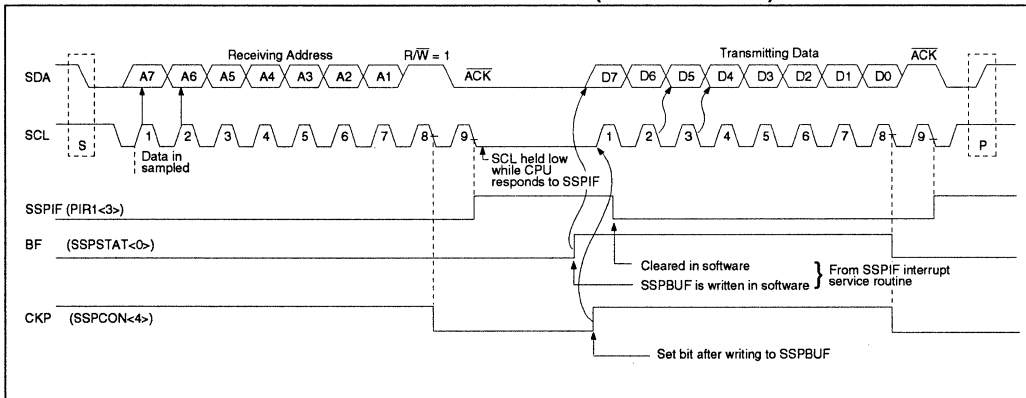 Receiving Address
R/W = 1
Transmitting Data
ACK
SDA
A7 A6 A5 A4 A3 A2 A1
ACK
D7 D6 D5 D4 D3 D2 D1 D0
SCL
S
1 2 3 4 5 6 7 8 9
1 2 3 4 5 6 7 8 9
P
Data in
sampled
SCL held low
while CPU
responds to SSPIF
SSPIF (PIR1<3>)
BF (SSPSTAT<0>)
Cleared in software
SSPBUF is written in software
From SSPIF interrupt
service routine
CKP (SSPCON<4>)
Set bit after writing to SSPBUF